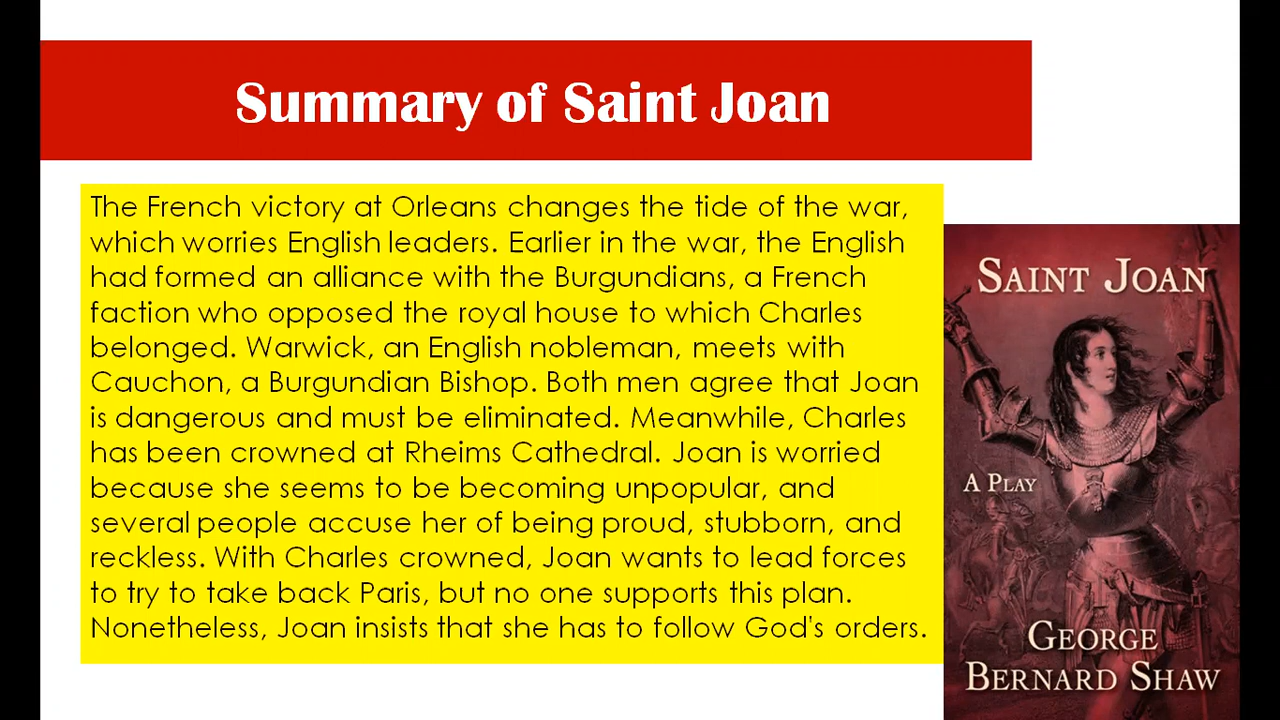 Summary of Saint Joan
The French victory at Orleans changes the tide of the war,
which worries English leaders. Earlier in the war, the English
had formed an alliance with the Burgundians, a French
faction who opposed the royal house to which Charles
belonged. Warwick, an English nobleman, meets with
Cauchon, a Burgundian Bishop. Both men agree that Joan
is dangerous and must be eliminated. Meanwhile, Charles
has been crowned at Rheims Cathedral. Joan is worried
because she seems to be becoming unpopular, and
several people accuse her of being proud, stubborn, and
reckless. With Charles crowned, Joan wants to lead forces
to try to take back Paris, but no one supports this plan.
Nonetheless, Joan insists that she has to follow God's orders.
SAINT JOAN
A PLAY
GEORGE
BERNARD SHAW